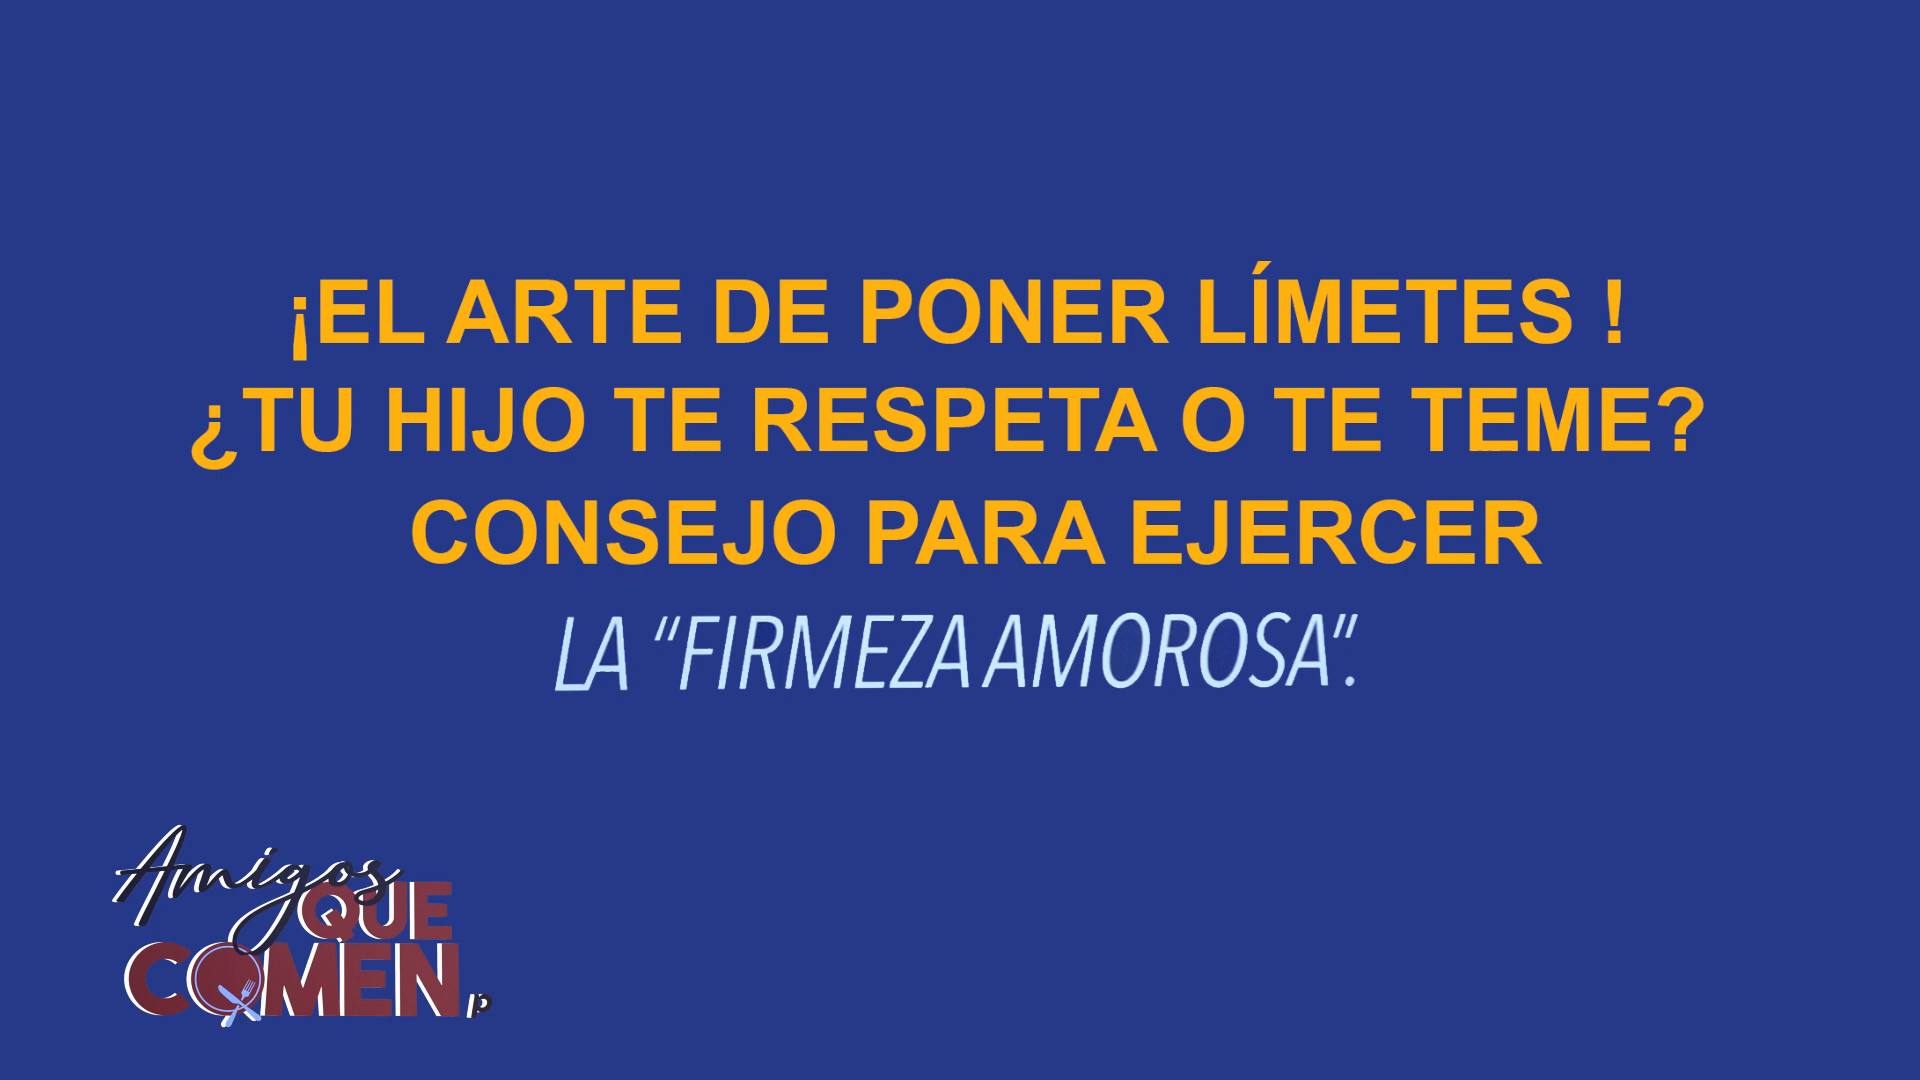 ¡EL ARTE DE PONER LÍMETES !
¿TU HIJO TE RESPETA O TE TEME?
CONSEJO PARA EJERCER
LA “FIRMEZA AMOROSA”.
Amigos
QUE
COMEN